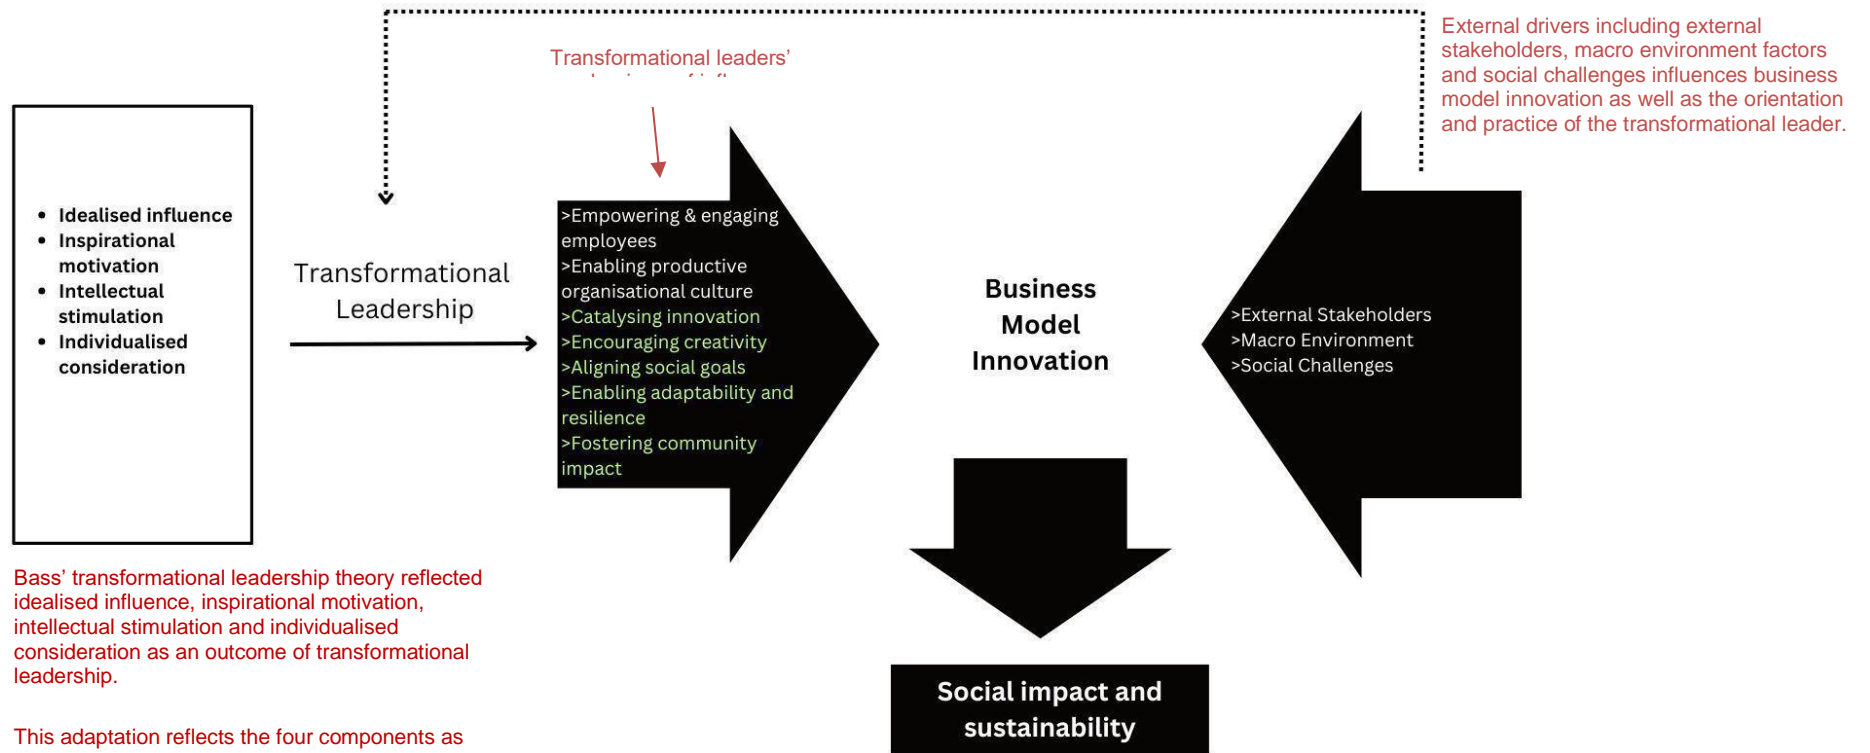 External drivers including external
stakeholders, macro environment factors
and social challenges influences business
model innovation as well as the orientation
and practice of the transformational leader.
Transformational leaders’
• Idealised influence
• Inspirational
motivation
• Intellectual
stimulation
• Individualised
consideration
Transformational
Leadership
>Empowering & engaging
employees
>Enabling productive
organisational culture
>Catalysing innovation
>Encouraging creativity
>Aligning social goals
>Enabling adaptability and
resilience
>Fostering community
impact
Business
Model
Innovation
>External Stakeholders
>Macro Environment
>Social Challenges
Bass’ transformational leadership theory reflected
idealised influence, inspirational motivation,
intellectual stimulation and individualised
consideration as an outcome of transformational
leadership.
This adaptation reflects the four components as
Social impact and
sustainability